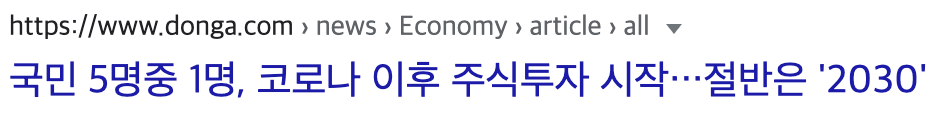 https://www.donga.com › news › Economy › article › all
국민 5명중 1명, 코로나 이후 주식투자 시작…절반은 '2030'